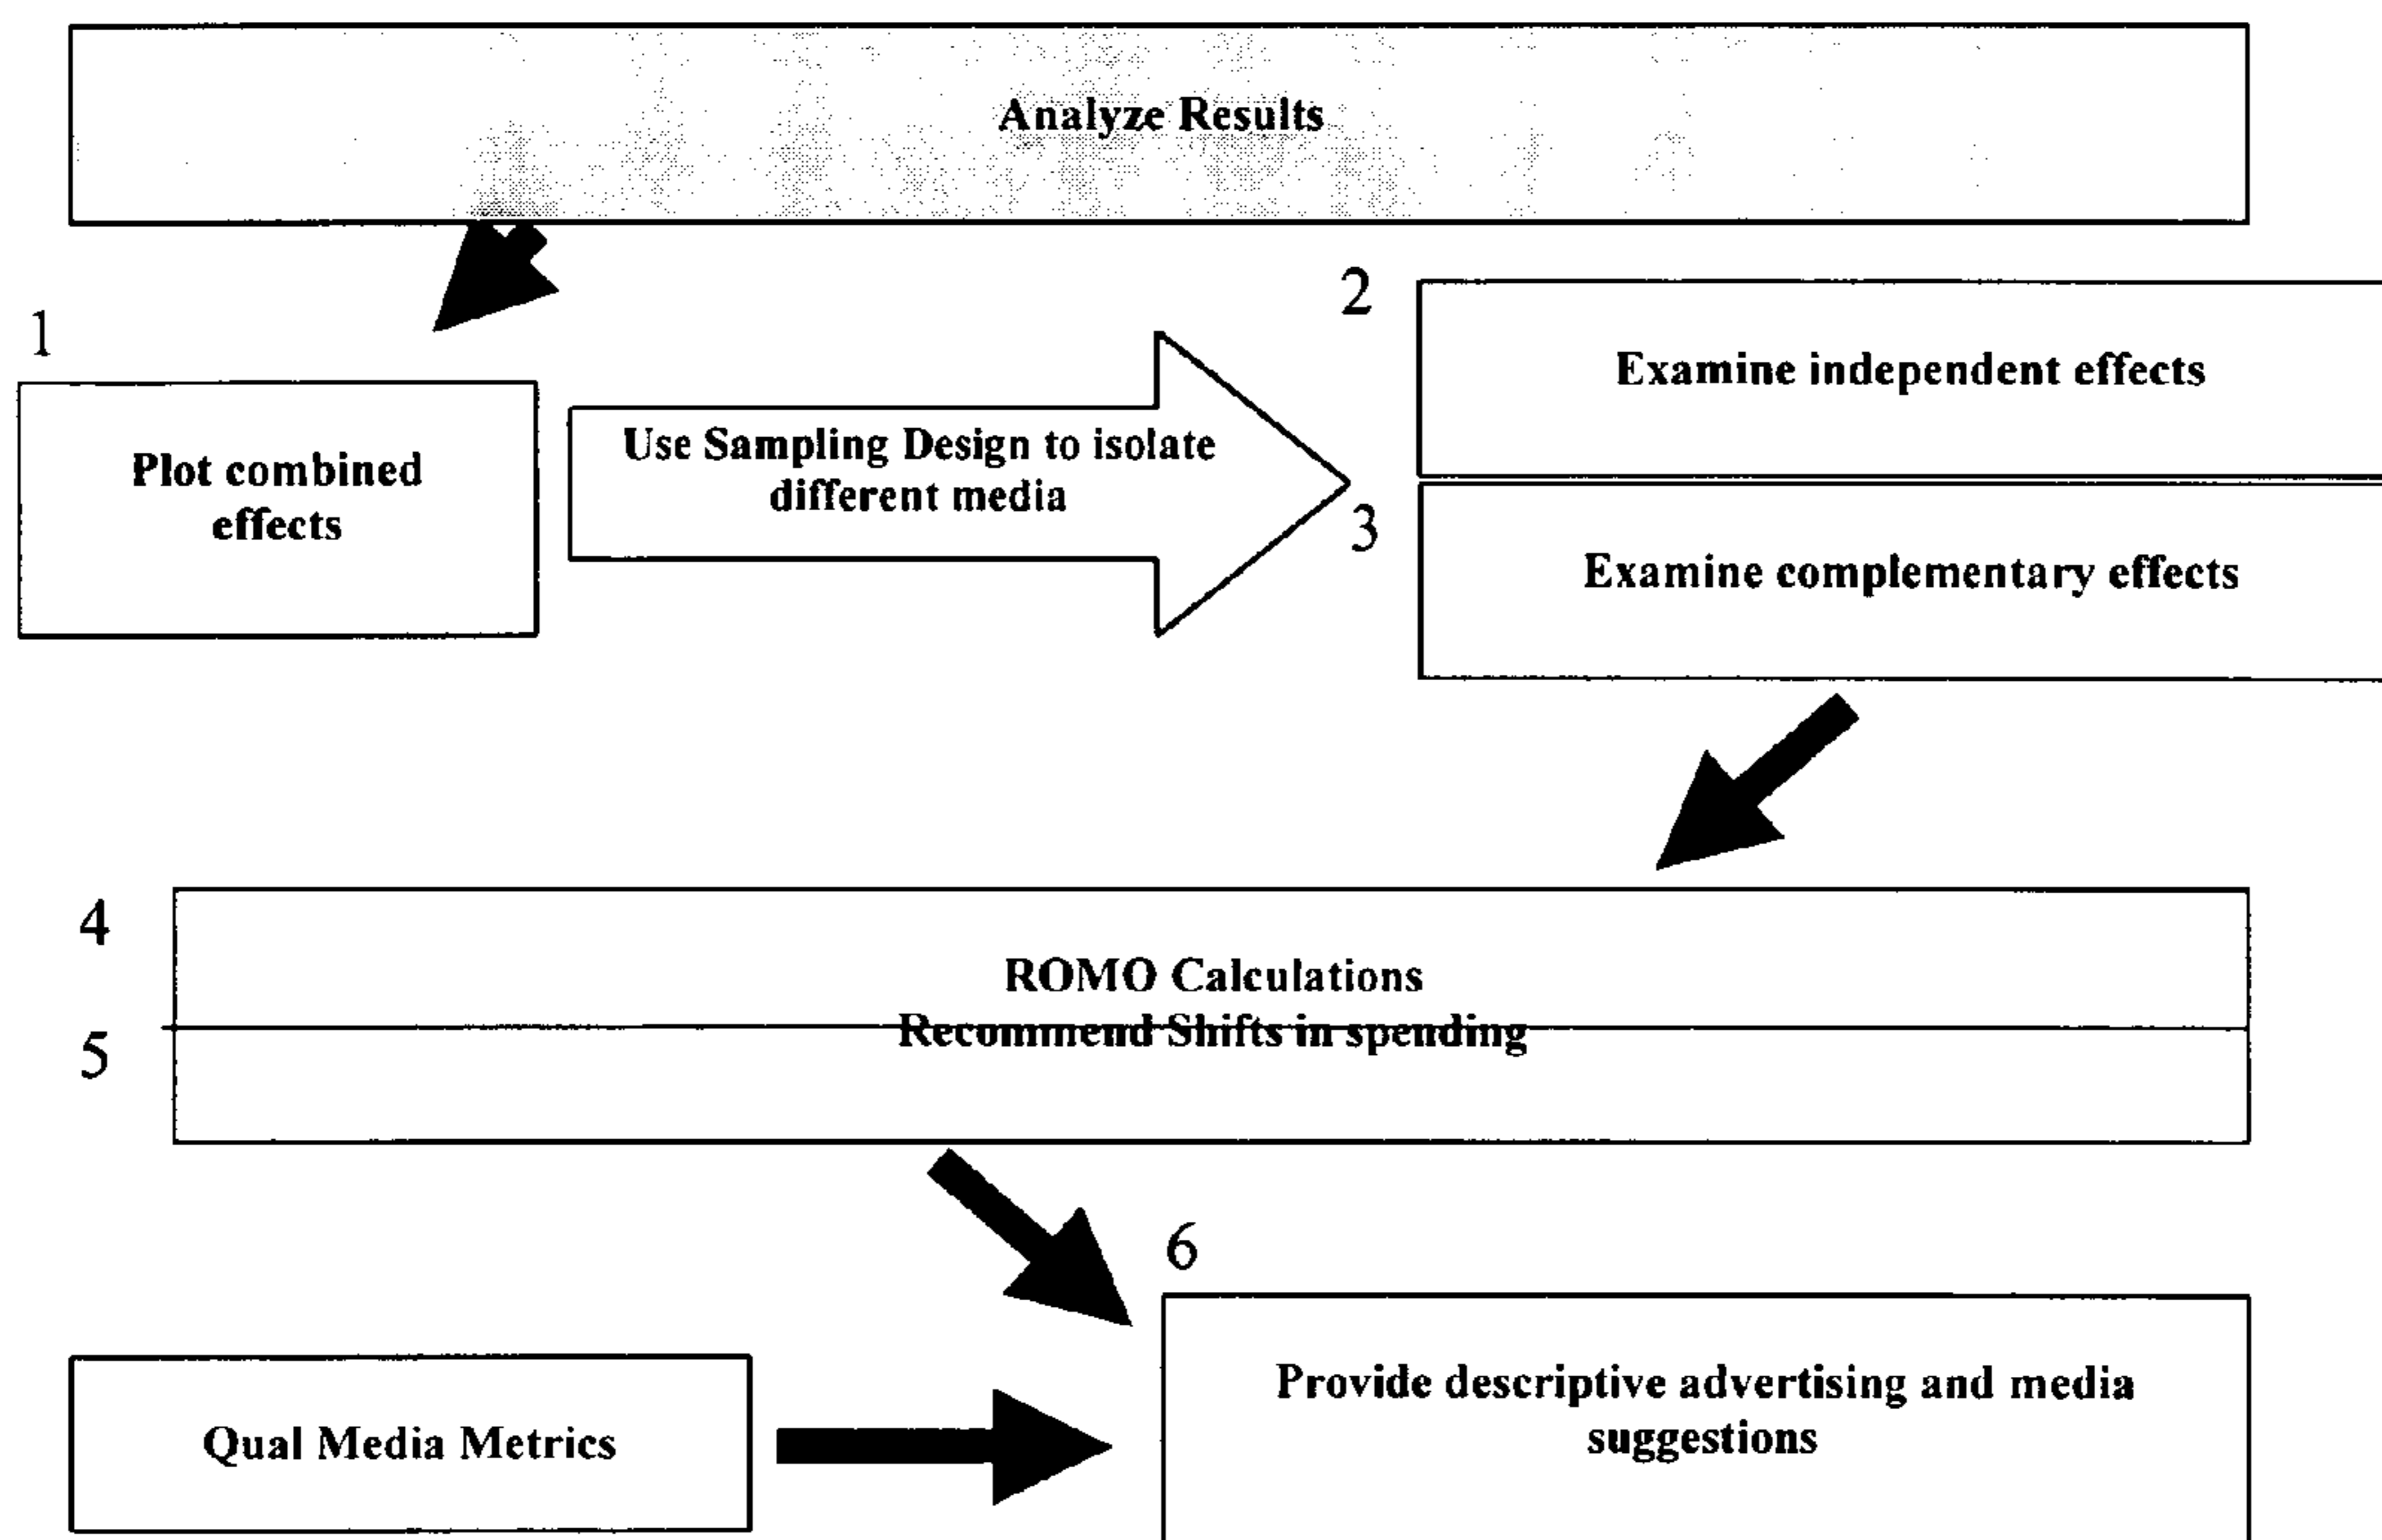 Analyze Results
1
Plot combined
effects
Use Sampling Design to isolate
different media
2
Examine independent effects
3
Examine complementary effects
4
ROMO Calculations
Recommend Shifts in spending
5
6
Provide descriptive advertising and media
suggestions
Qual Media Metrics